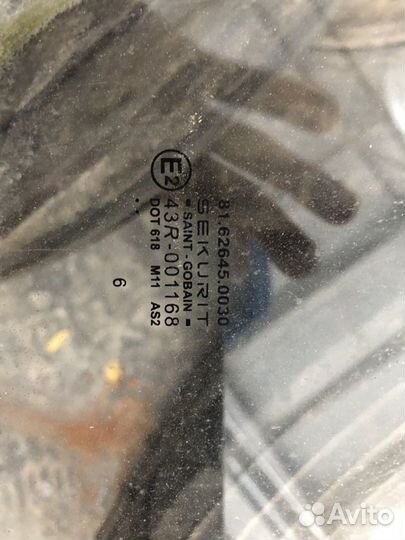 81.62645.0030
SEKURIT
▪ SAINT-GOBAIN ▪
E2 43R-001168
DOT 618 M11 AS2
..
6
Avito